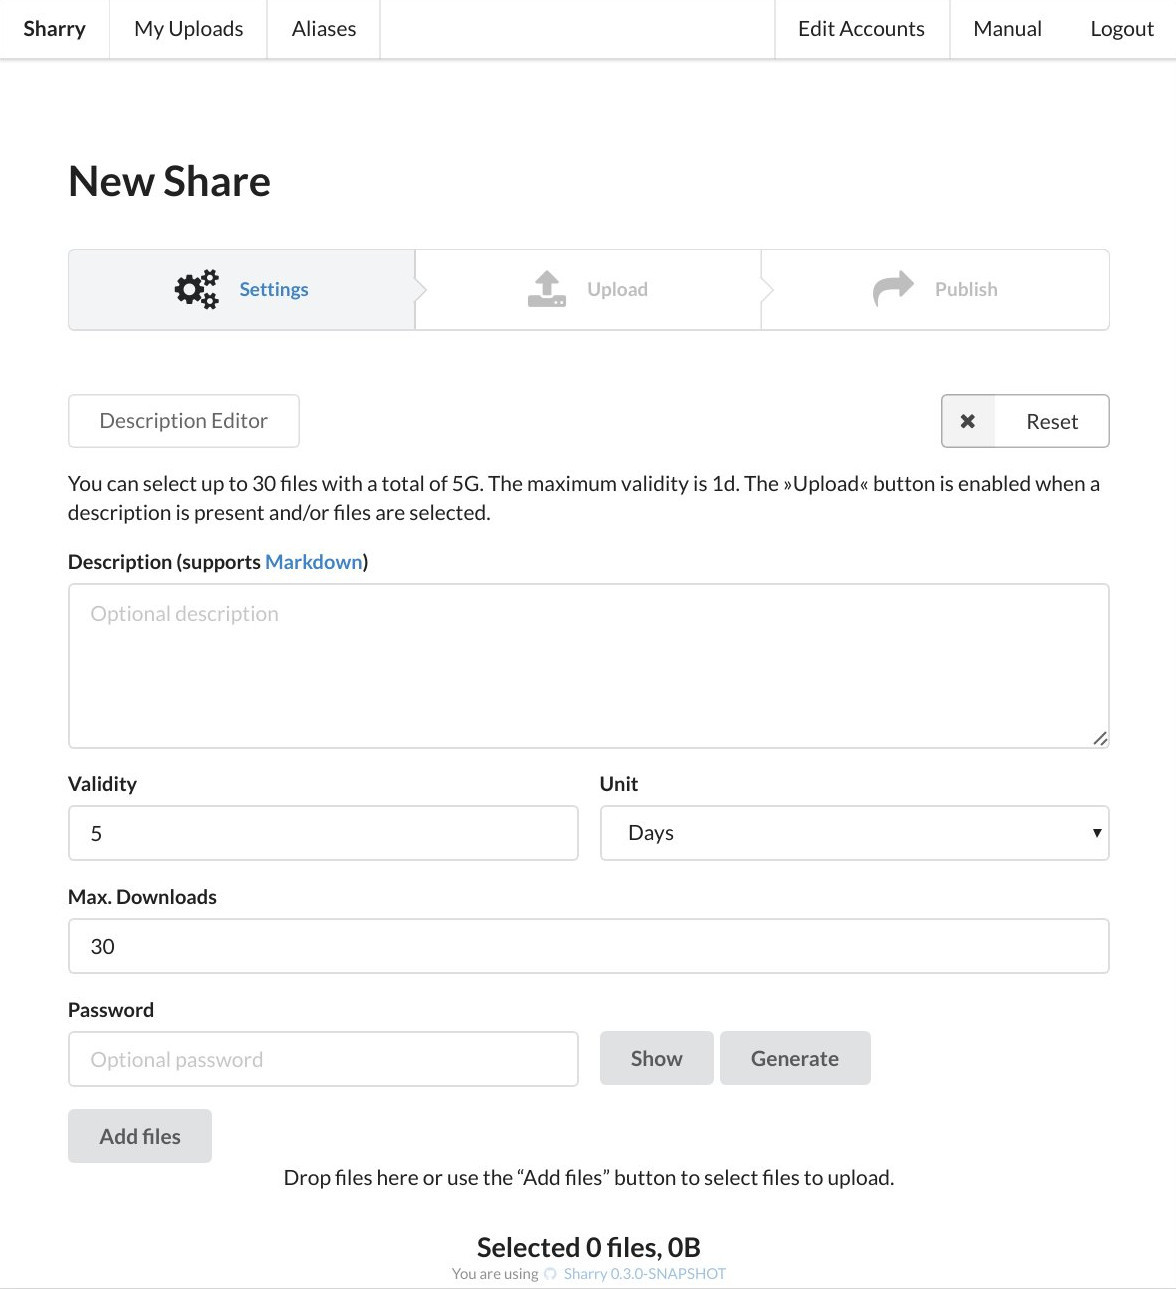 Sharry My Uploads Aliases Edit Accounts Manual Logout
New Share
Settings Upload Publish
Description Editor Reset
You can select up to 30 files with a total of 5G. The maximum validity is 1d. The »Upload« button is enabled when a
description is present and/or files are selected.
Description (supports Markdown)
Optional description
Validity Unit
5 Days
Max. Downloads
30
Password
Optional password Show Generate
Add files
Drop files here or use the “Add files” button to select files to upload.
Selected 0 files, 0B
You are using Sharry 0.3.0-SNAPSHOT